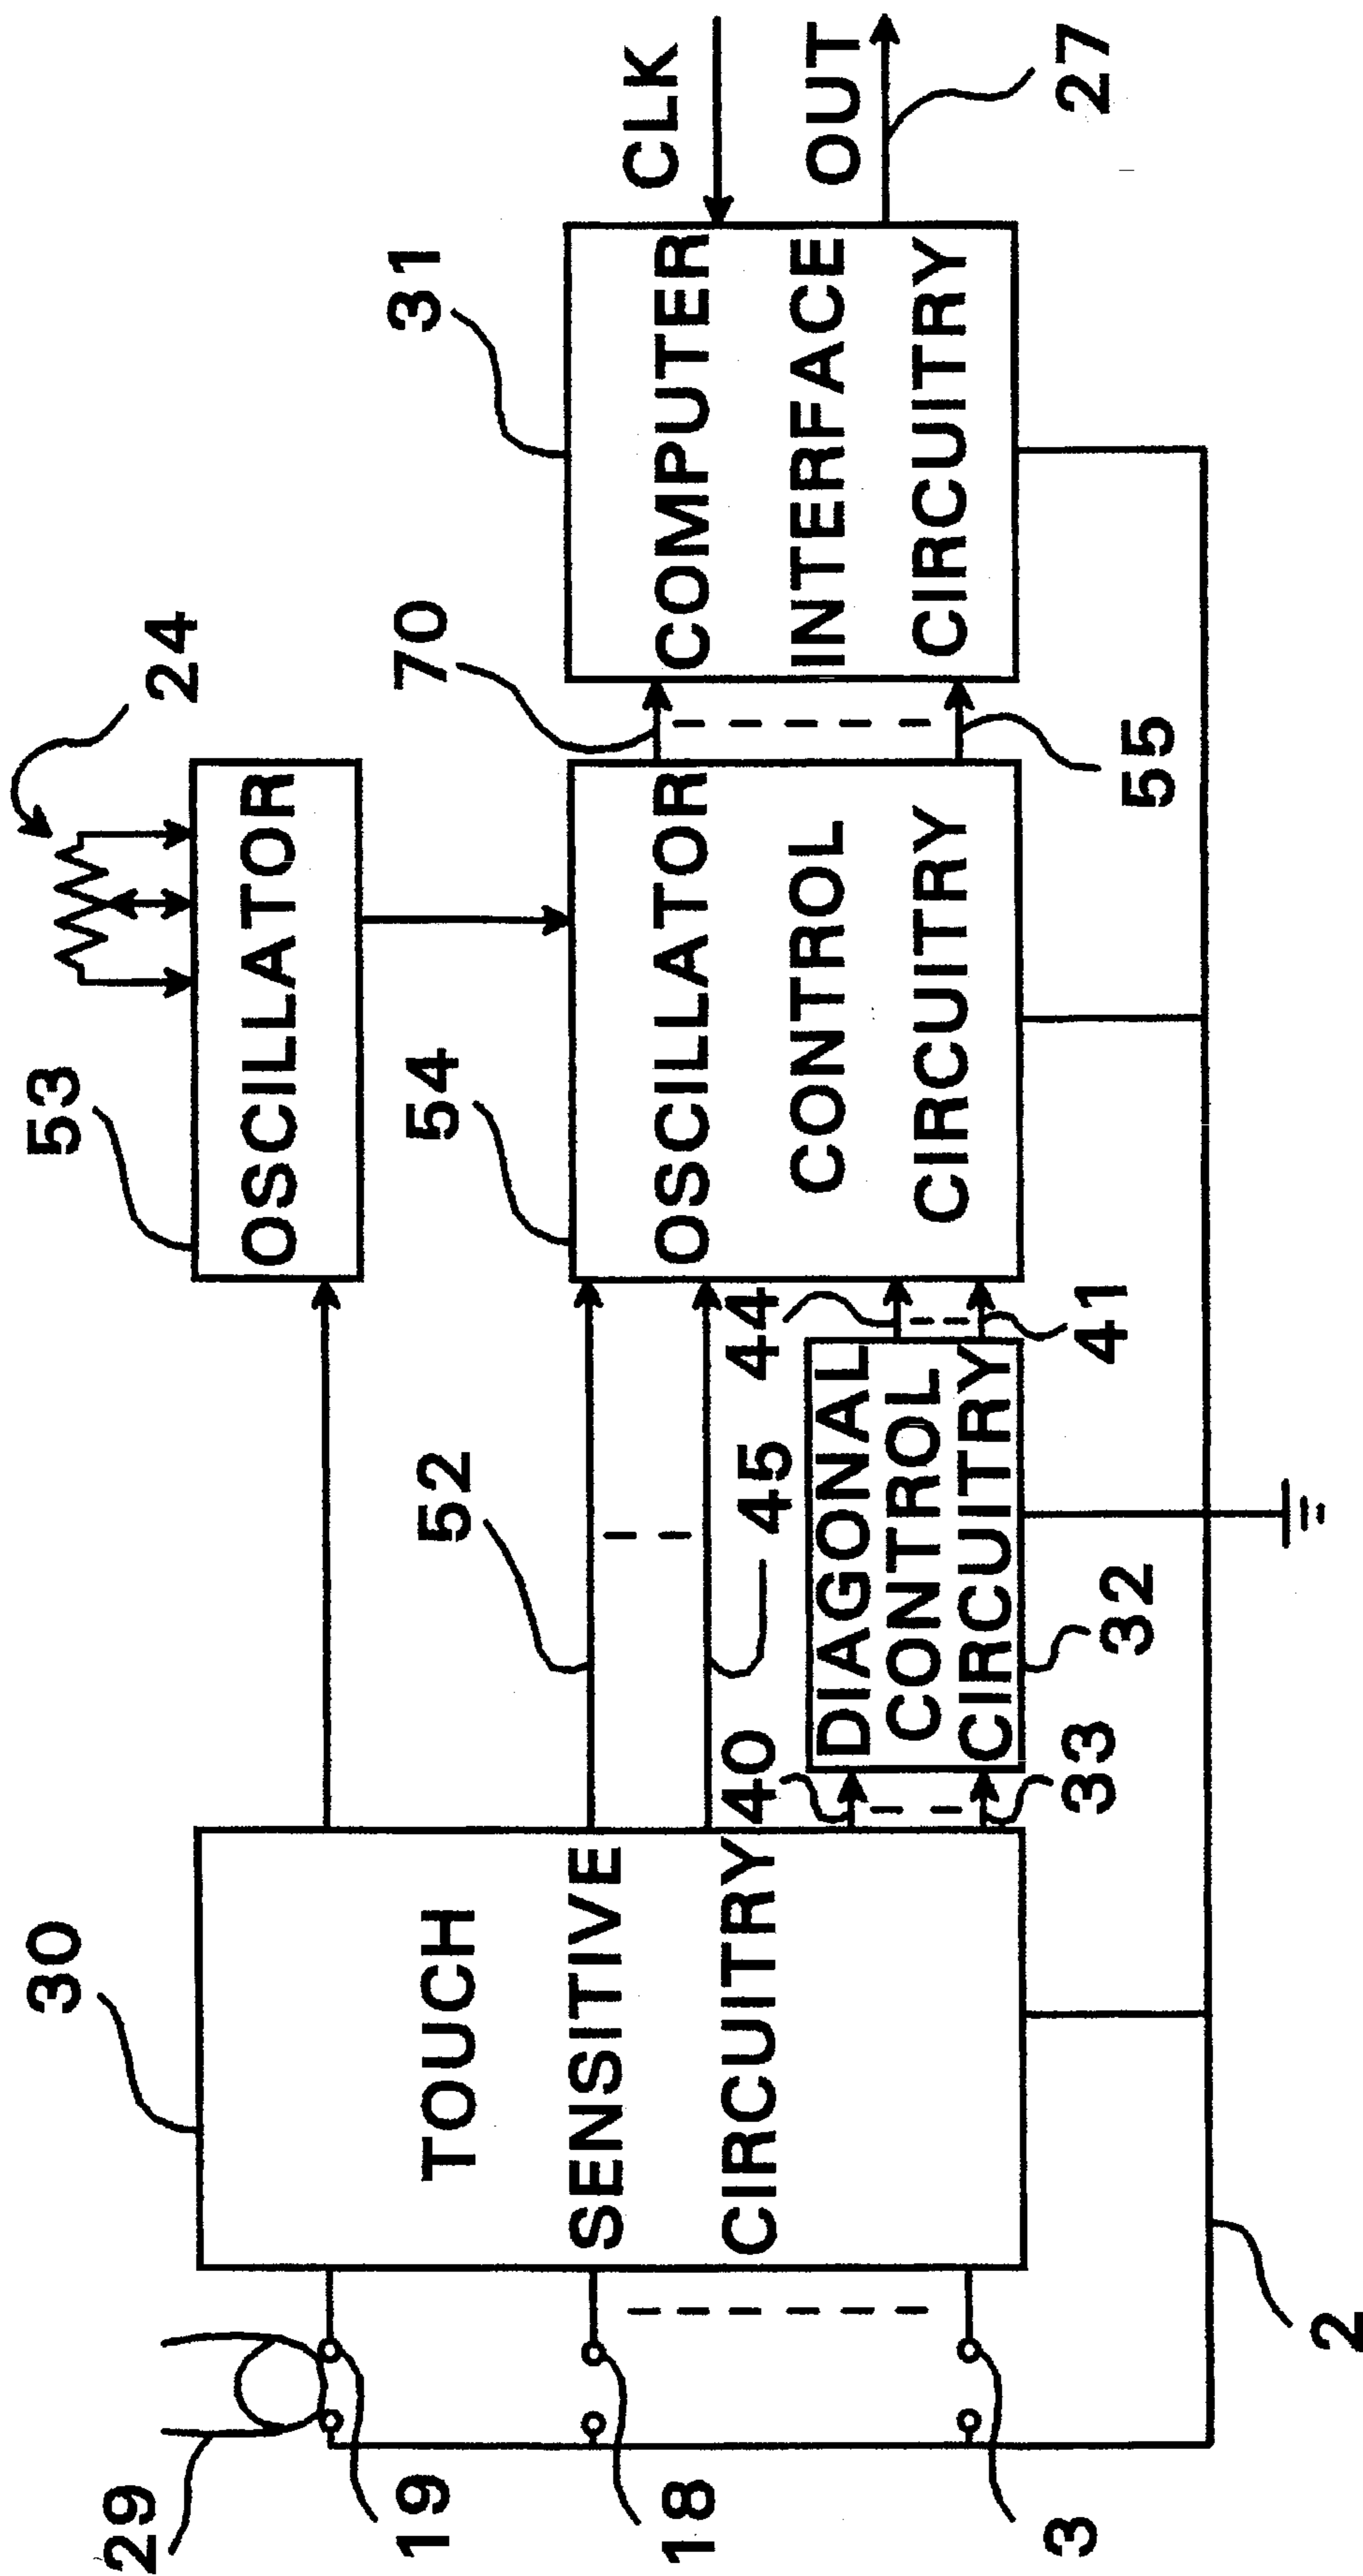 29
30
53
24
19
52
54
70
31
OSCILLATOR
TOUCH
SENSITIVE
CIRCUITRY
OSCILLATOR
CONTROL
CIRCUITRY
COMPUTER
INTERFACE
CIRCUITRY
CLK
OUT
18
40
45
44
DIAGONAL
CONTROL
CIRCUITRY
3
33
32
41
55
27
2